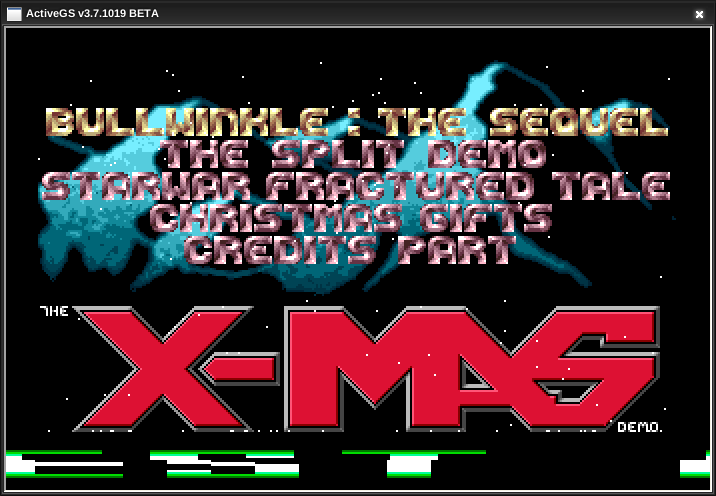 ActiveGS v3.7.1019 BETA
BULLWINKLE : THE SEQUEL
THE SPLIT DEMO
STARWAR FRACTURED TALE
CHRISTMAS GIFTS
CREDITS PART
THE
X-MAS
DEMO.